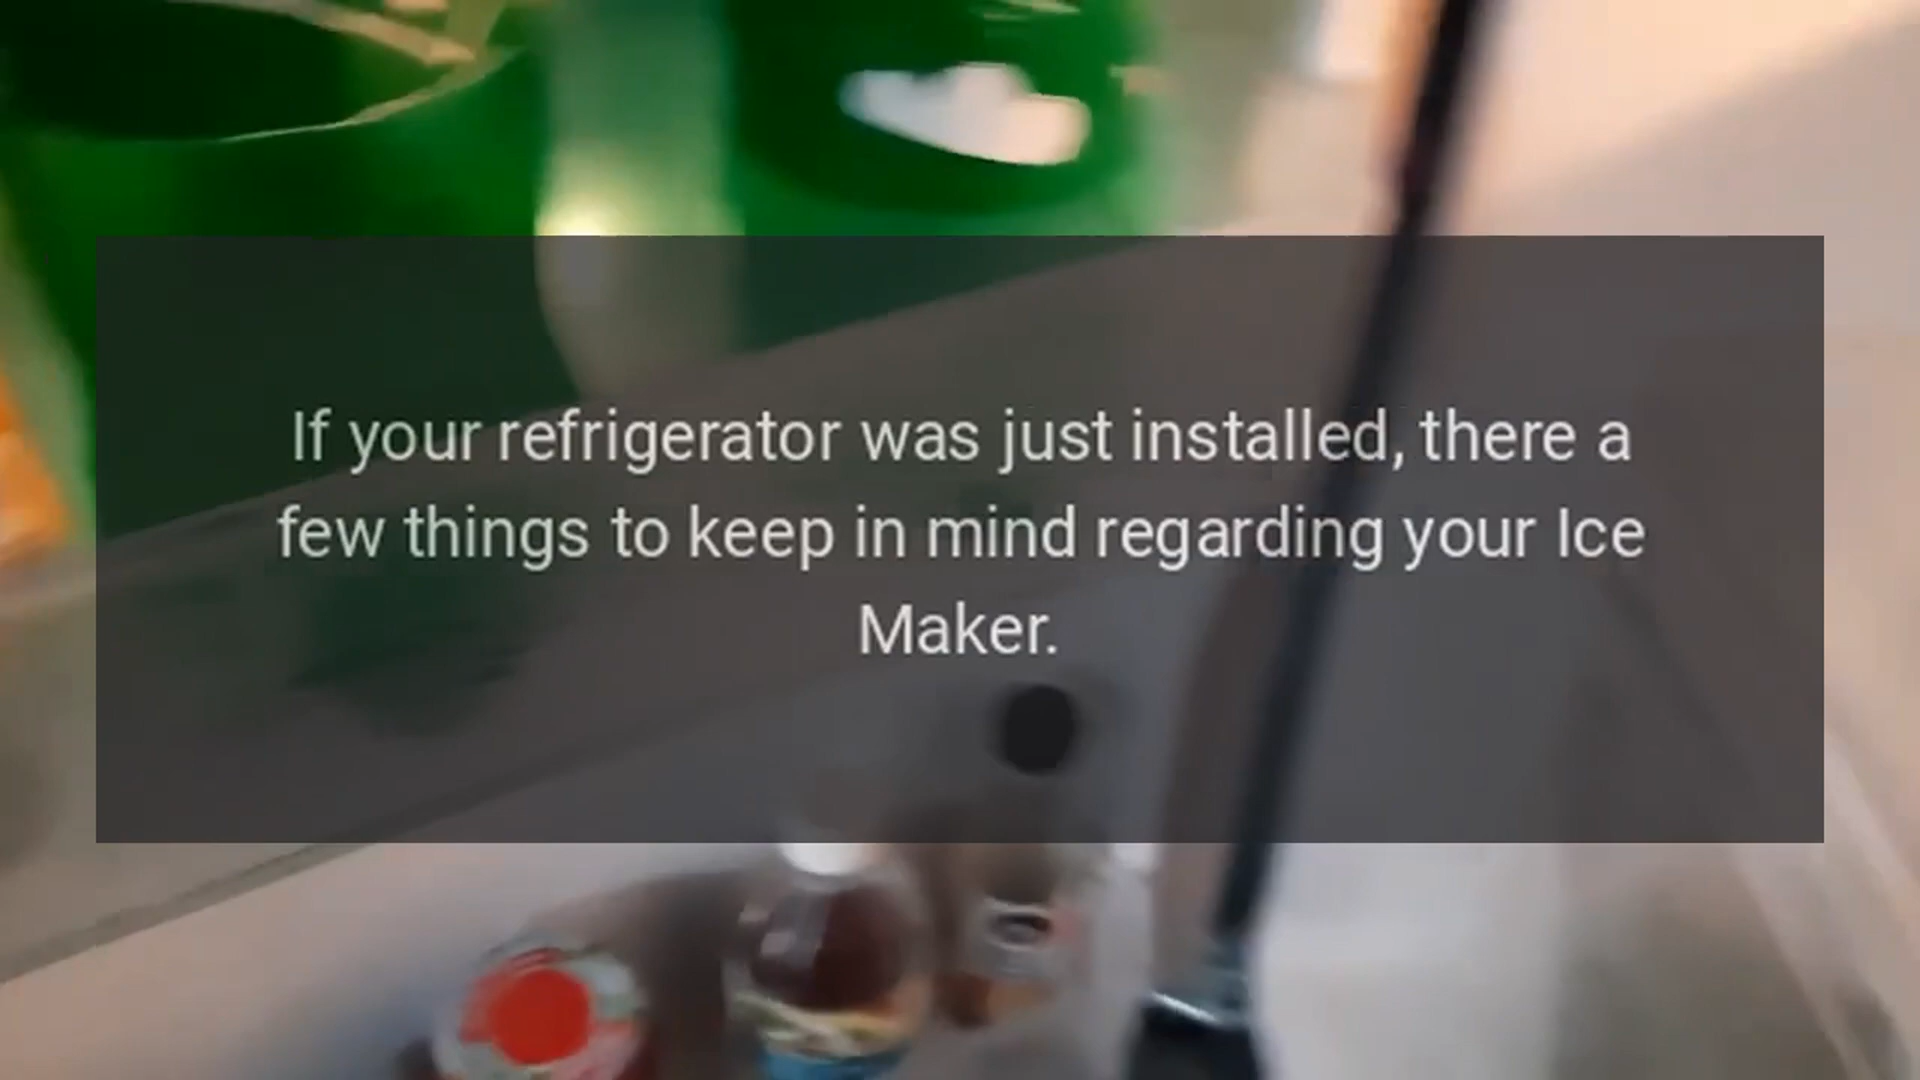 If your refrigerator was just installed, there a
few things to keep in mind regarding your Ice
Maker.